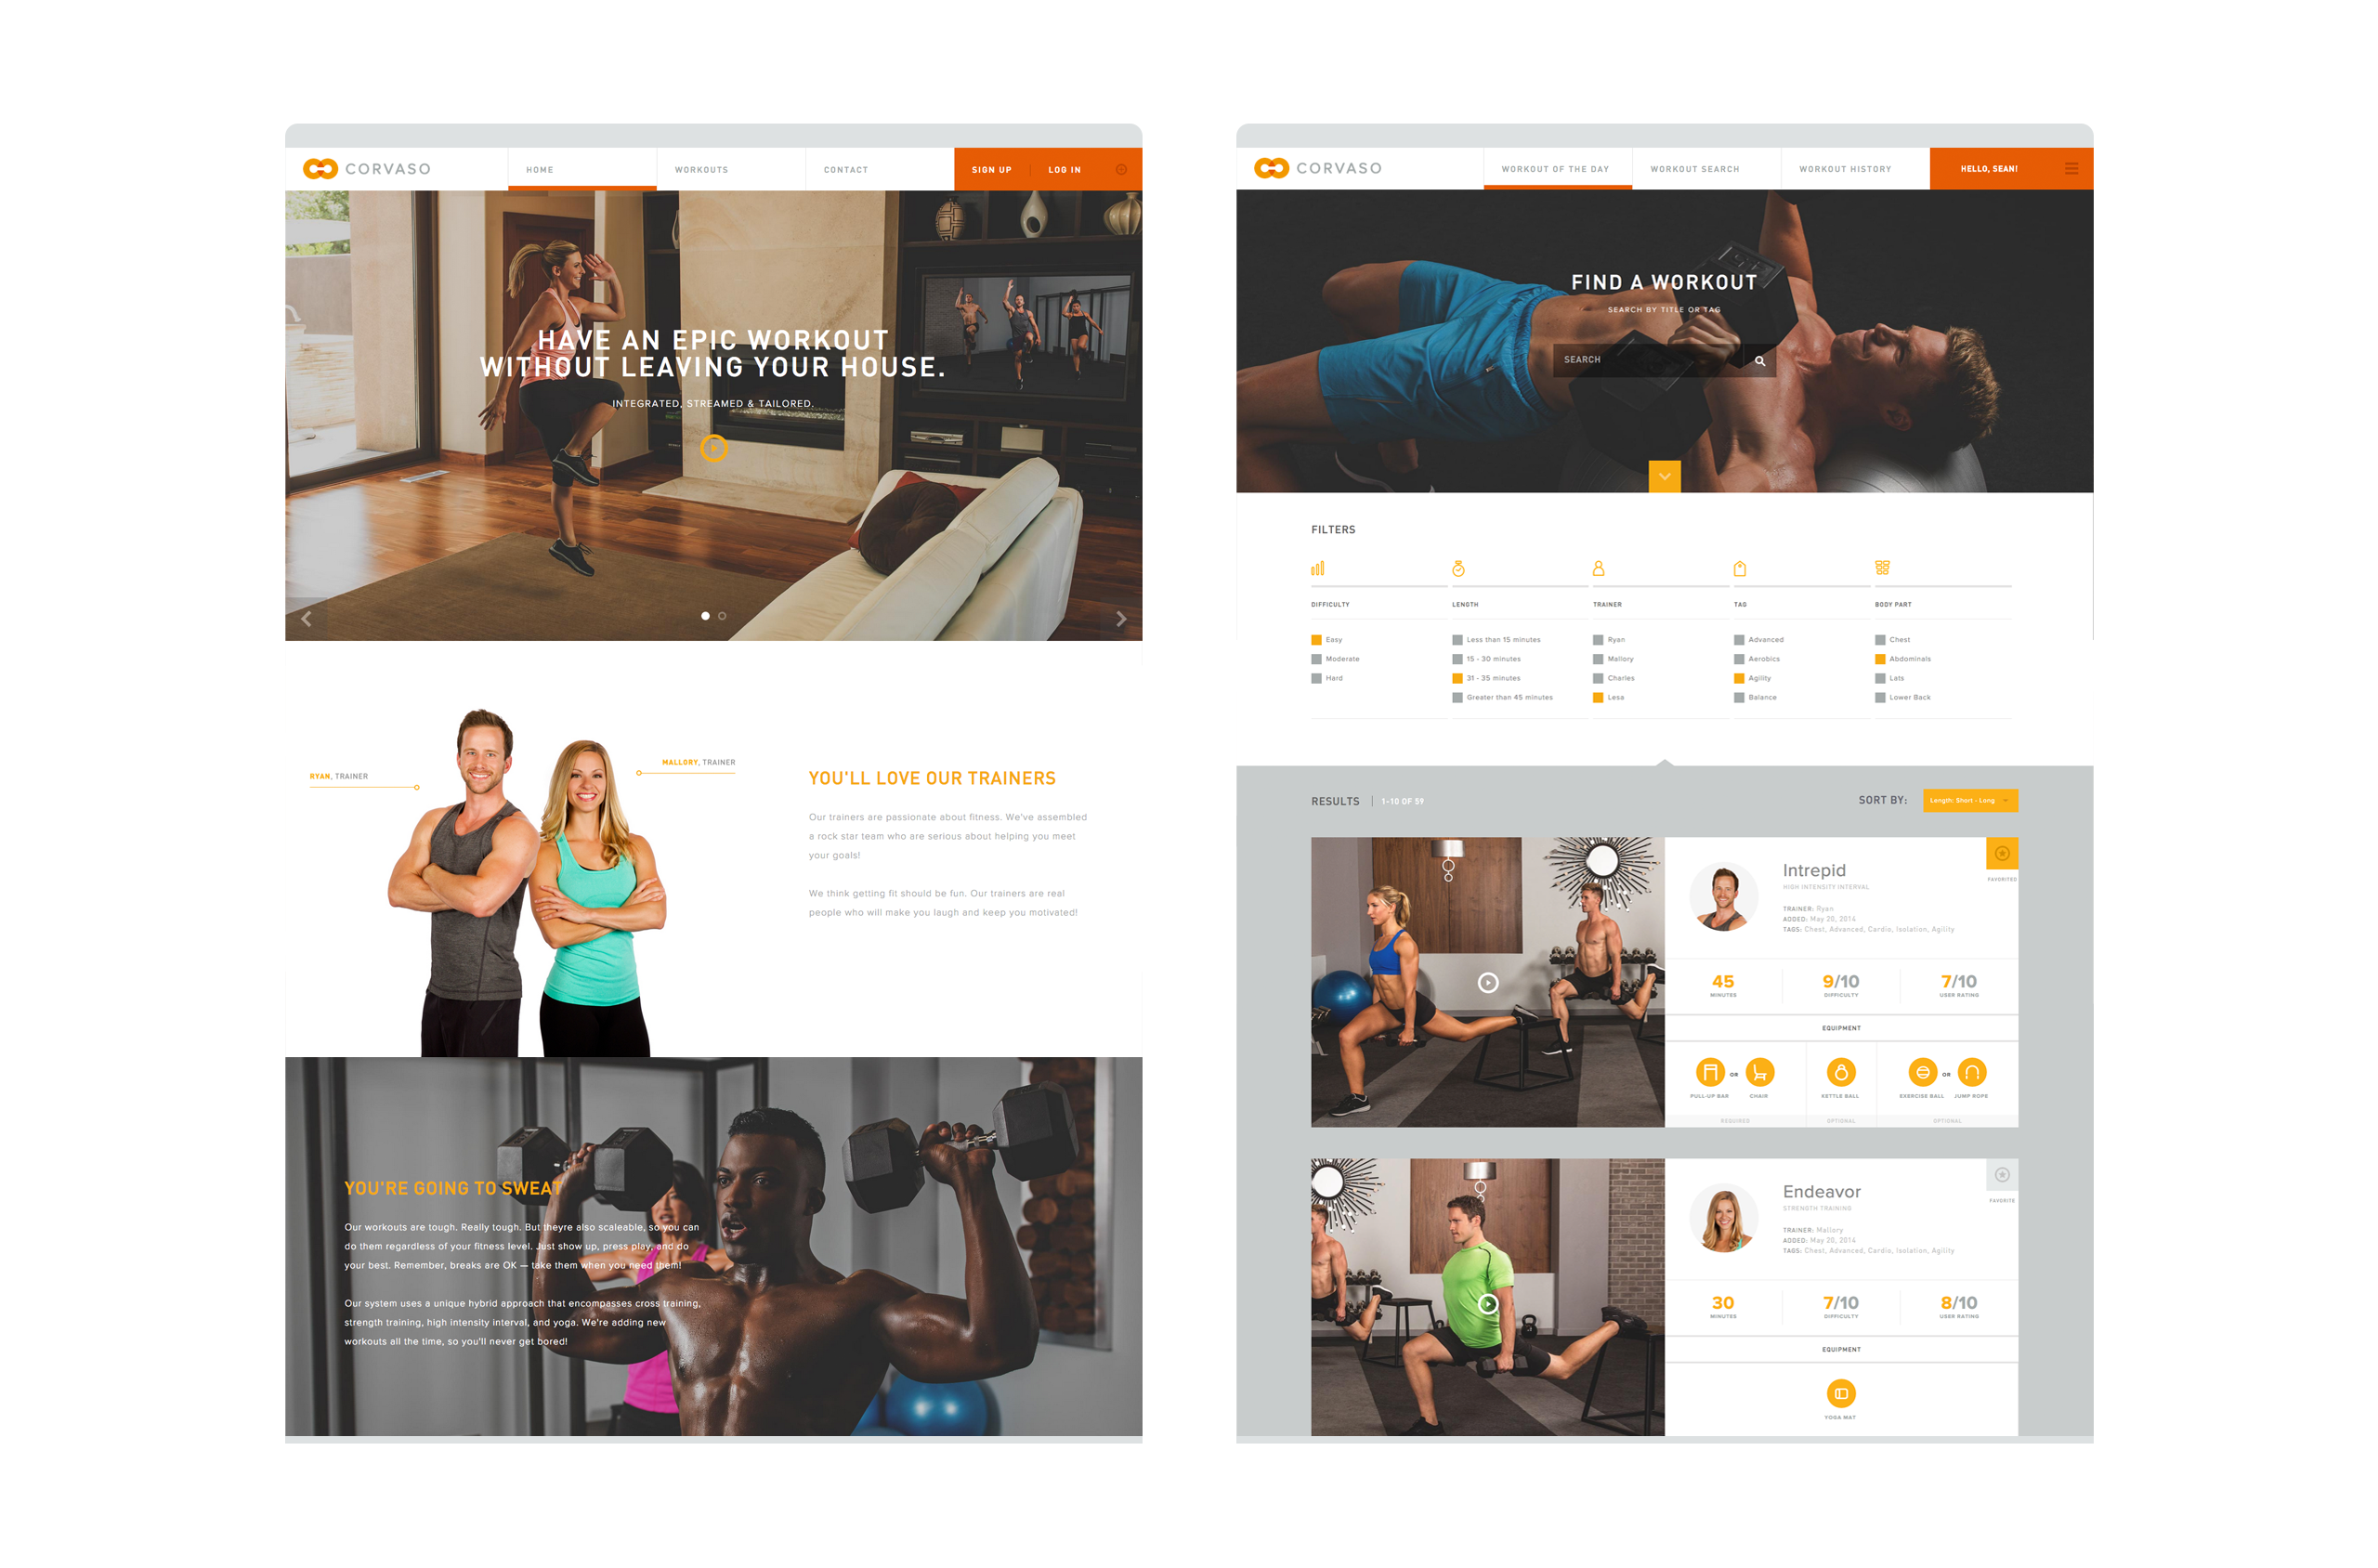 CORVASO
HOME
WORKOUTS
CONTACT
SIGN UP
LOG IN
HAVE AN EPIC WORKOUT
WITHOUT LEAVING YOUR HOUSE.
INTEGRATED, STREAMED & TAILORED.
RYAN, TRAINER
MALLORY, TRAINER
YOU'LL LOVE OUR TRAINERS
Our trainers are passionate about fitness. We've assembled
a rock star team who are serious about helping you meet
your goals!
We think getting fit should be fun. Our trainers are real
people who will make you laugh and keep you motivated!
YOU'RE GOING TO SWEAT
Our workouts are tough. Really tough. But theyre also scaleable, so you can
do them regardless of your fitness level. Just show up, press play, and do
your best. Remember, breaks are OK — take them when you need them!
Our system uses a unique hybrid approach that encompasses cross training,
strength training, high intensity interval, and yoga. We're adding new
workouts all the time, so you'll never get bored!
CORVASO
WORKOUT OF THE DAY
WORKOUT SEARCH
WORKOUT HISTORY
HELLO, SEAN!
FIND A WORKOUT
SEARCH BY TITLE OR TAG
SEARCH
FILTERS
DIFFICULTY
Easy
Moderate
Hard
LENGTH
Less than 15 minutes
15 - 30 minutes
31 - 35 minutes
Greater than 45 minutes
TRAINER
Ryan
Mallory
Charles
Lesa
TAG
Advanced
Aerobics
Agility
Balance
BODY PART
Chest
Abdominals
Lats
Lower Back
RESULTS | 1-10 OF 59
SORT BY: Length: Short - Long
Intrepid
HIGH INTENSITY INTERVAL
FAVORITED
TRAINER: Ryan
ADDED: May 20, 2014
TAGS: Chest, Advanced, Cardio, Isolation, Agility
45 MINUTES
9/10 DIFFICULTY
7/10 USER RATING
EQUIPMENT
PULL-UP BAR OR CHAIR
KETTLE BALL
EXERCISE BALL OR JUMP ROPE
REQUIRED
OPTIONAL
OPTIONAL
Endeavor
STRENGTH TRAINING
FAVORITE
TRAINER: Mallory
ADDED: May 20, 2014
TAGS: Chest, Advanced, Cardio, Isolation, Agility
30 MINUTES
7/10 DIFFICULTY
8/10 USER RATING
EQUIPMENT
YOGA MAT